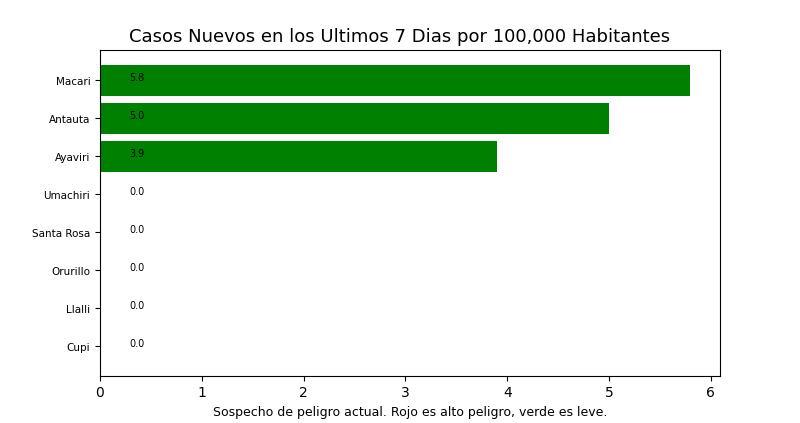 Casos Nuevos en los Ultimos 7 Dias por 100,000 Habitantes
Macari 5.8
Antauta 5.0
Ayaviri 3.9
Umachiri 0.0
Santa Rosa 0.0
Orurillo 0.0
Llalli 0.0
Cupi 0.0
0 1 2 3 4 5 6
Sospecho de peligro actual. Rojo es alto peligro, verde es leve.